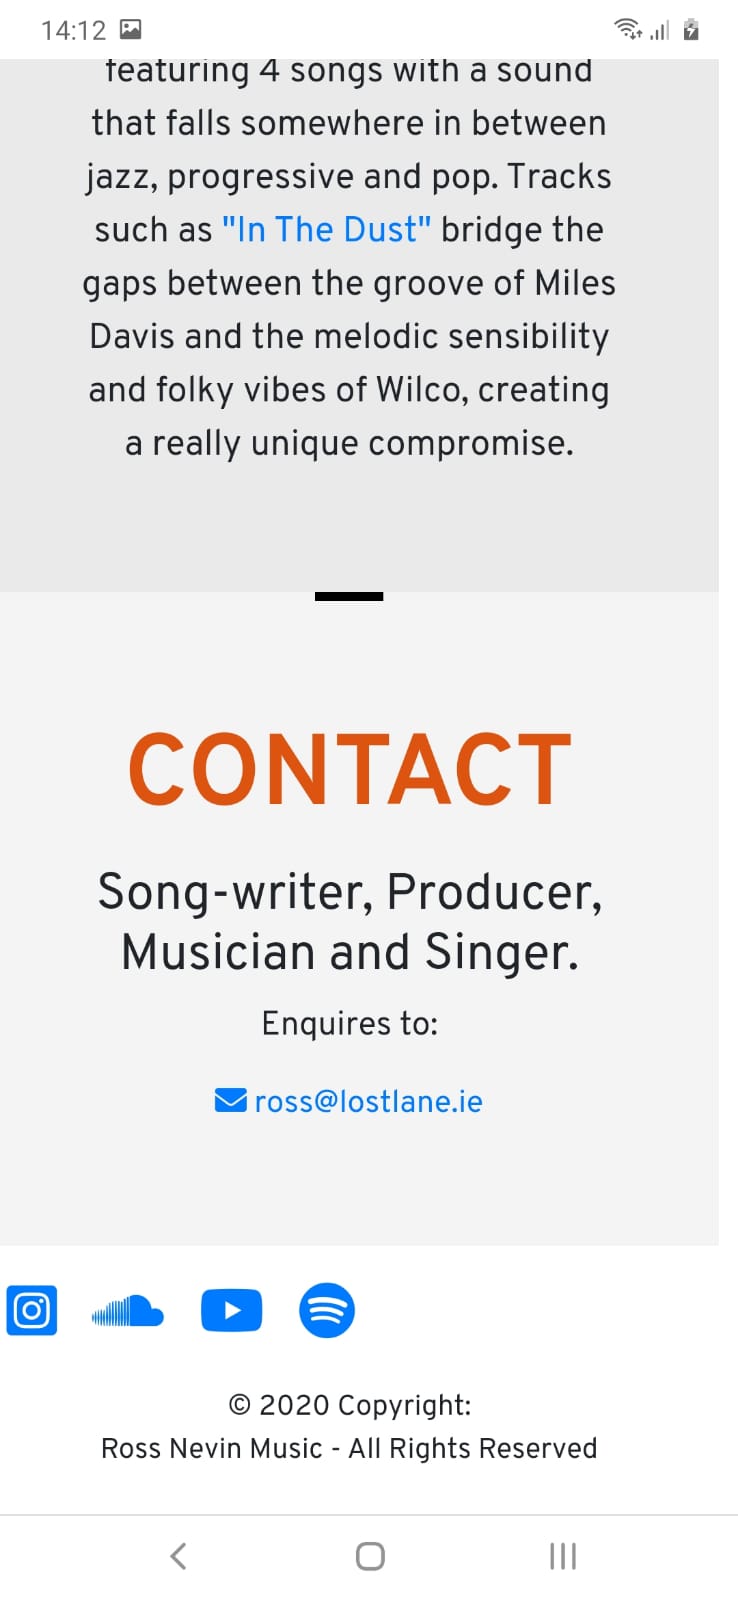 14:12
featuring 4 songs with a sound
that falls somewhere in between
jazz, progressive and pop. Tracks
such as "In The Dust" bridge the
gaps between the groove of Miles
Davis and the melodic sensibility
and folky vibes of Wilco, creating
a really unique compromise.
CONTACT
Song-writer, Producer,
Musician and Singer.
Enquires to:
ross@lostlane.ie
© 2020 Copyright:
Ross Nevin Music - All Rights Reserved